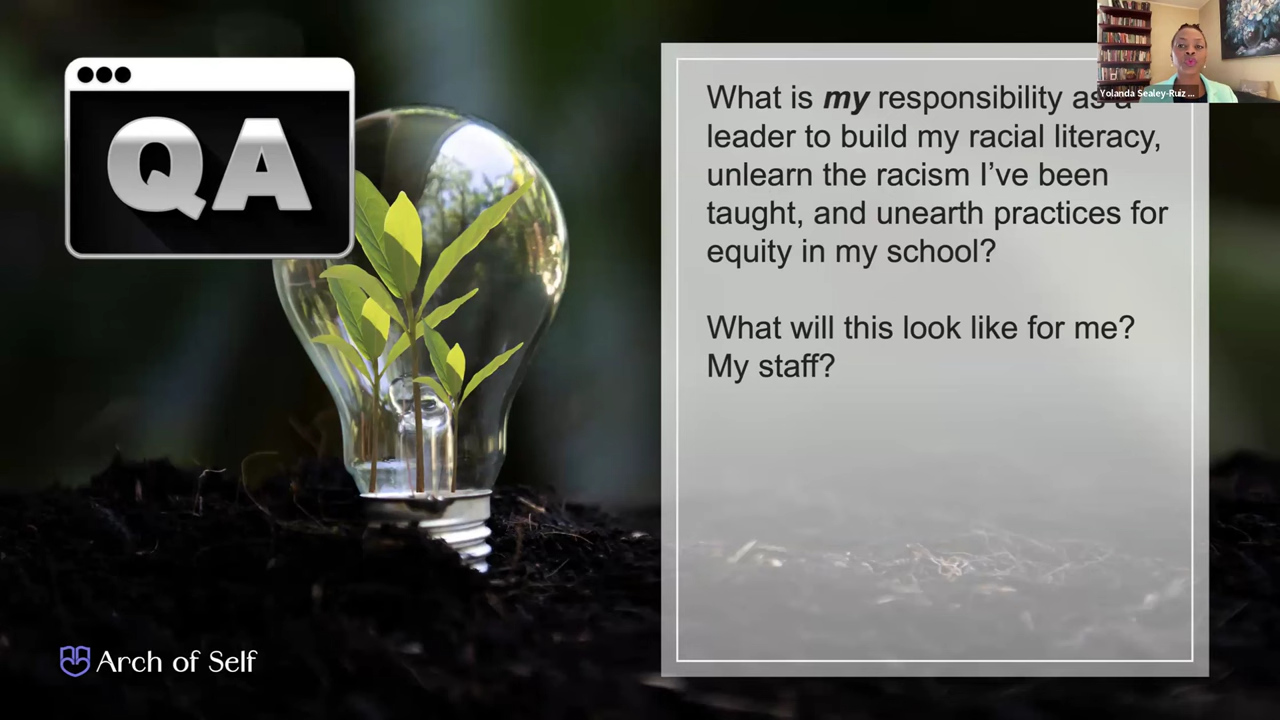 QA
What is my responsibility as a
leader to build my racial literacy,
unlearn the racism I’ve been
taught, and unearth practices for
equity in my school?
What will this look like for me?
My staff?
Yolanda Sealey-Ruiz ...
Arch of Self